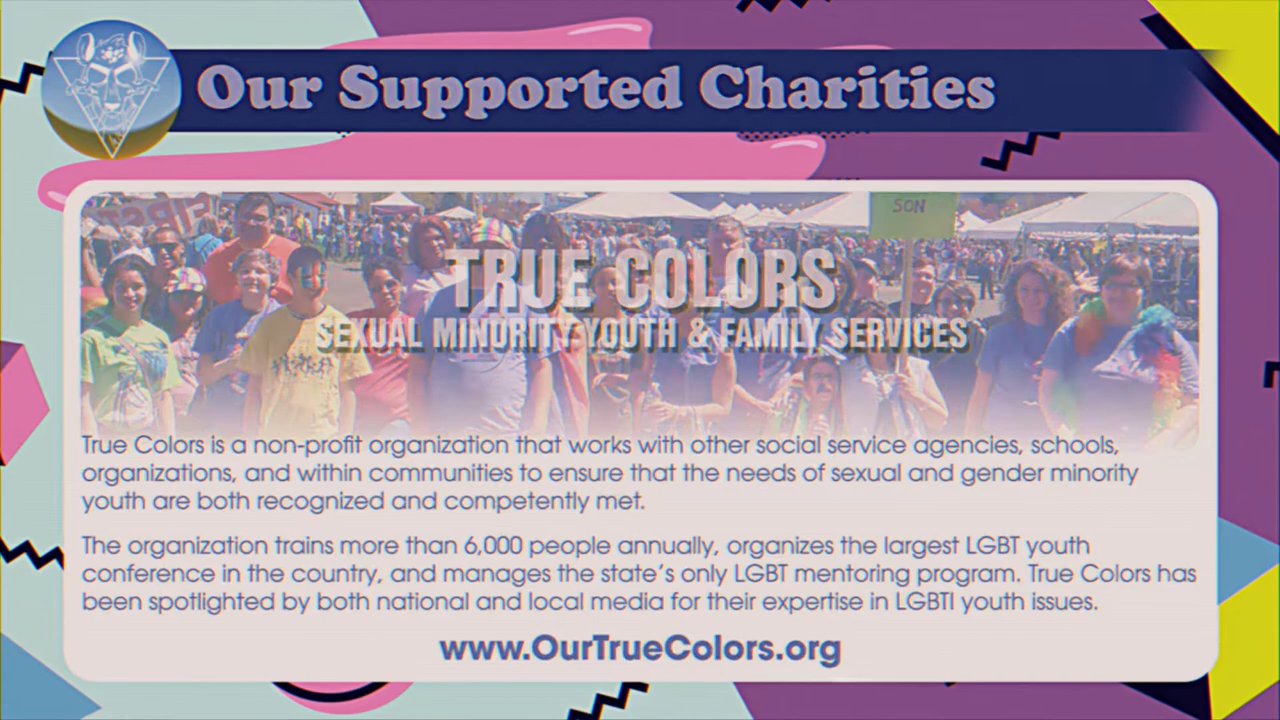 Our Supported Charities
SON
TRUE COLORS
SEXUAL MINORITY YOUTH & FAMILY SERVICES
True Colors is a non-profit organization that works with other social service agencies, schools,
organizations, and within communities to ensure that the needs of sexual and gender minority
youth are both recognized and competently met.
The organization trains more than 6,000 people annually, organizes the largest LGBT youth
conference in the country, and manages the state's only LGBT mentoring program. True Colors has
been spotlighted by both national and local media for their expertise in LGBTI youth issues.
www.OurTrueColors.org